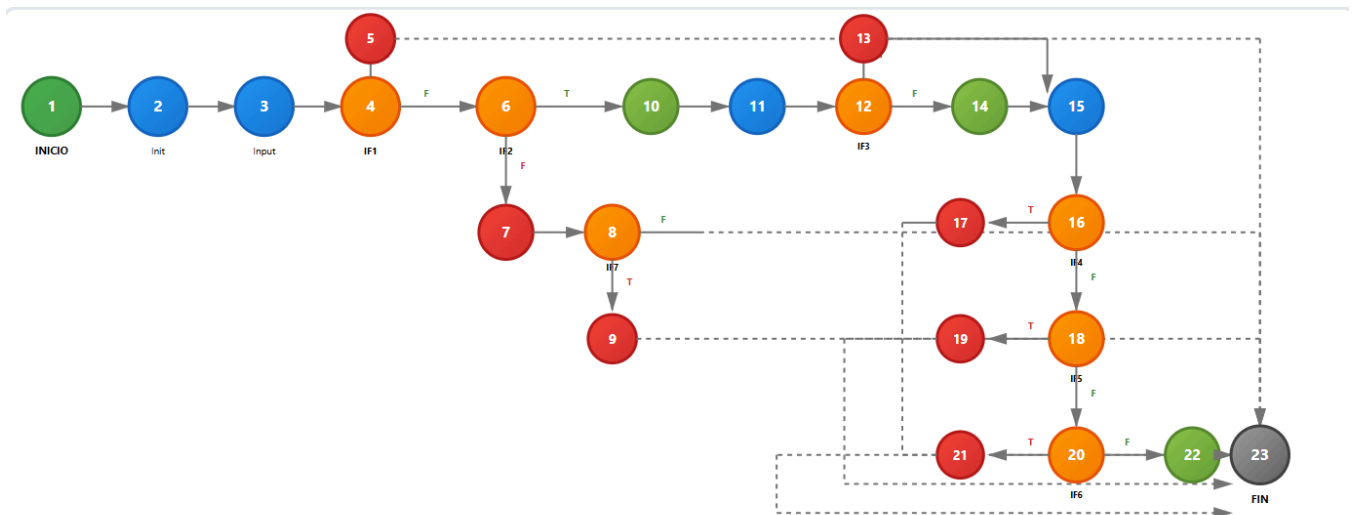 5
13
1
2
3
4
F
6
T
10
11
12
F
14
15
INICIO
Init
Input
IF1
IF2
IF3
F
7
8
F
17
T
16
IF7
IF4
T
F
9
19
T
18
IF5
F
21
T
20
F
22
23
IF6
FIN